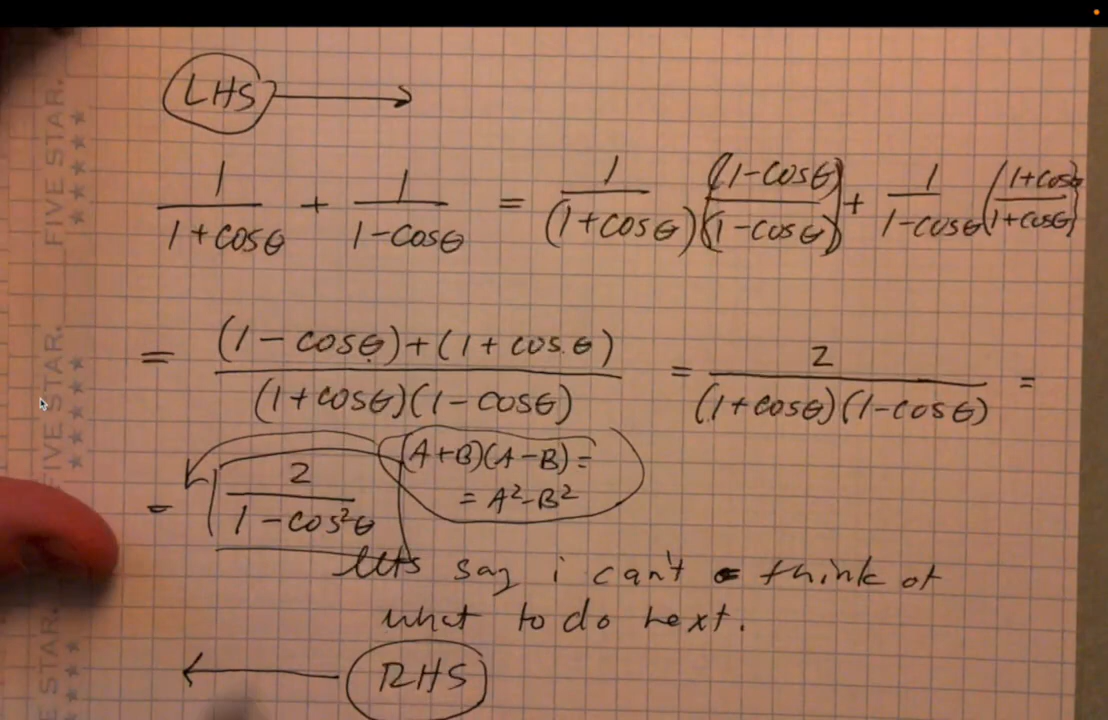 LHS
1/(1+cosθ) + 1/(1-cosθ) = 1/(1+cosθ) (1-cosθ)/(1-cosθ) + 1/(1-cosθ) (1+cosθ)/(1+cosθ)
= ((1-cosθ)+(1+cosθ))/((1+cosθ)(1-cosθ)) = 2/((1+cosθ)(1-cosθ)) =
= 2/(1-cos²θ)
(A+B)(A-B) =
= A²-B²
lets say i can't think of
what to do next.
RHS
FIVE STAR.
FIVE STAR.
E STAR.